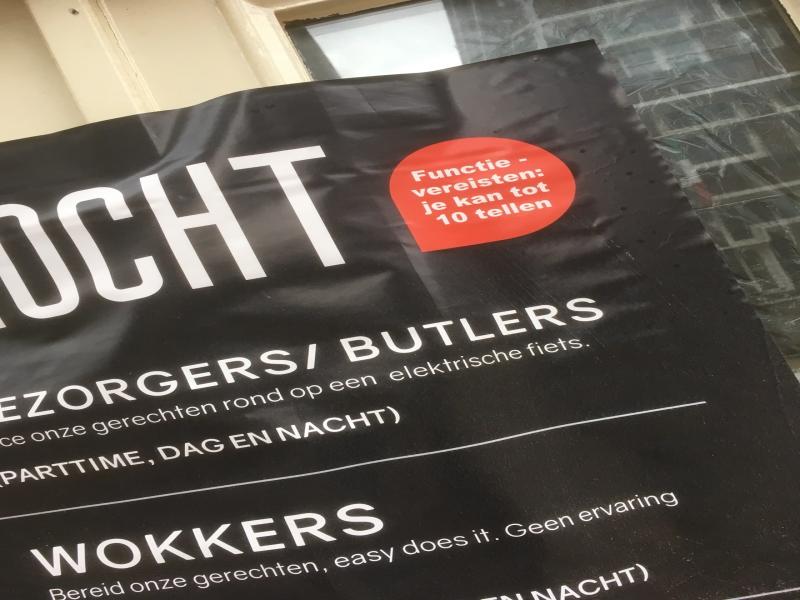 OCHT
Functie -
vereisten:
je kan tot
10 tellen
EZORGERS/ BUTLERS
ce onze gerechten rond op een elektrische fiets.
(PARTTIME, DAG EN NACHT)
WOKKERS
Bereid onze gerechten, easy does it. Geen ervaring
EN NACHT)